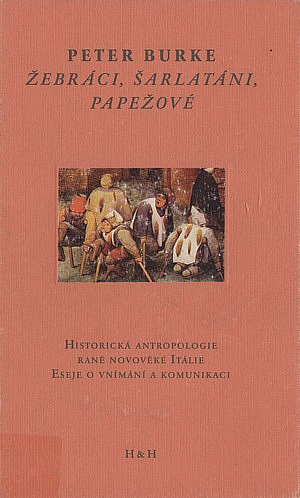 PETER BURKE
ŽEBRÁCI, ŠARLATÁNI,
PAPEŽOVÉ
HISTORICKÁ ANTROPOLOGIE
RANĚ NOVOVĚKÉ ITÁLIE
ESEJE O VNÍMÁNÍ A KOMUNIKACI
H&H